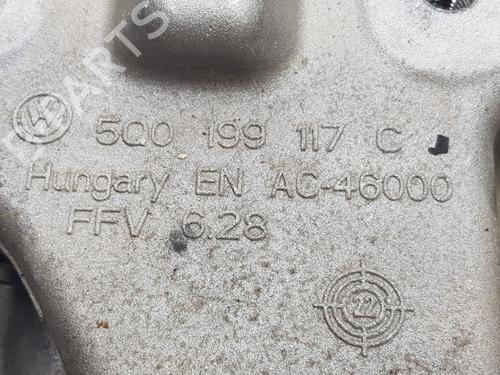 5Q0 199 117 C
Hungary EN AC-46000
FFV 6.28
22